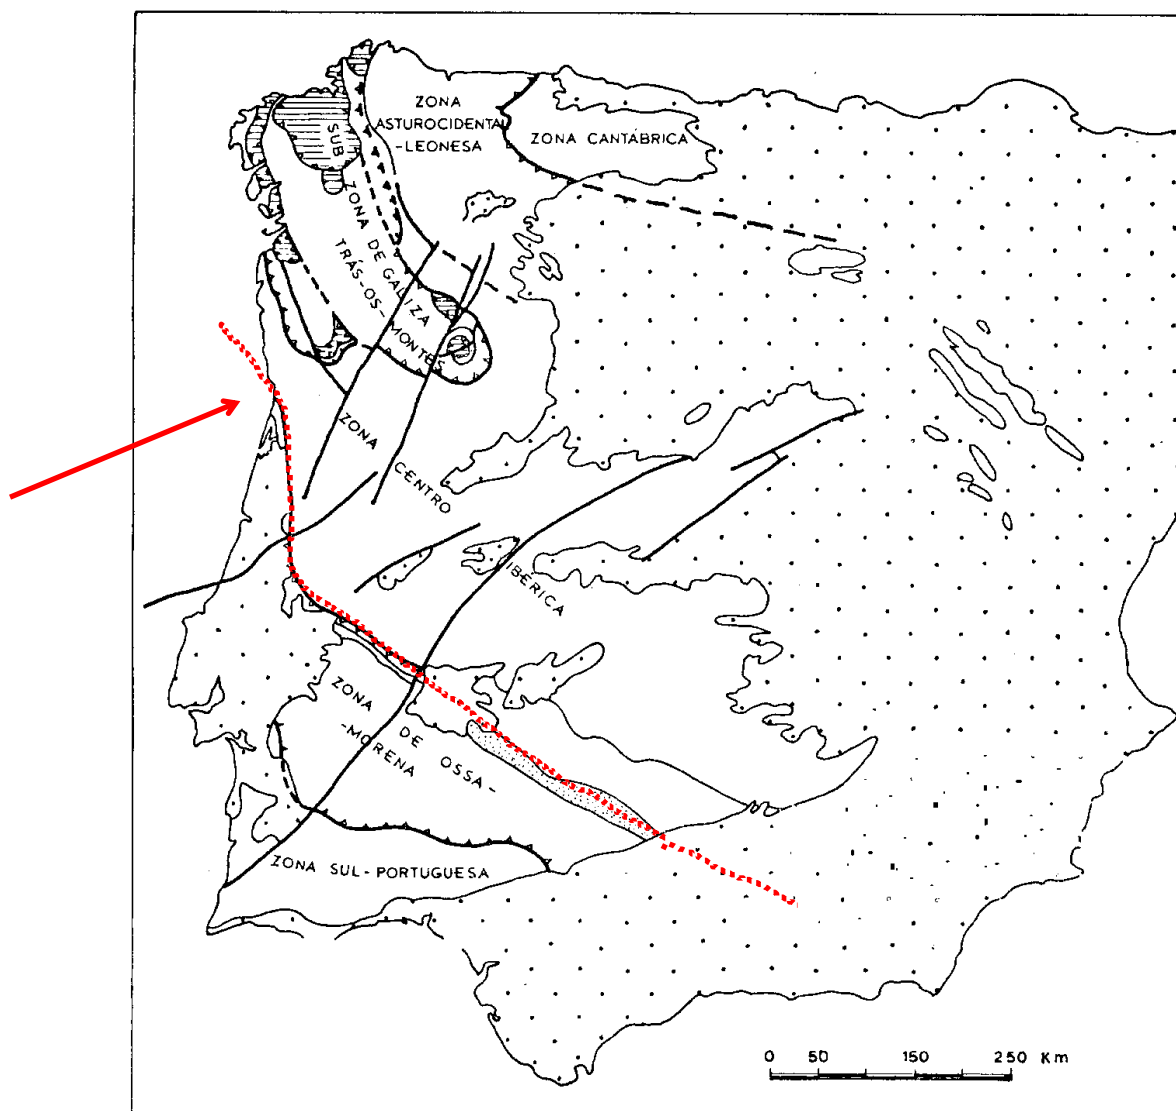 ZONA
ASTUROCIDENTAL
-LEONESA
ZONA CANTÁBRICA
SUB
ZONA DE GALIZA
TRÁS-OS-MONTES
ZONA
CENTRO
IBÉRICA
ZONA
DE OSSA-
-MORENA
ZONA SUL-PORTUGUESA
0 50 150 250 Km